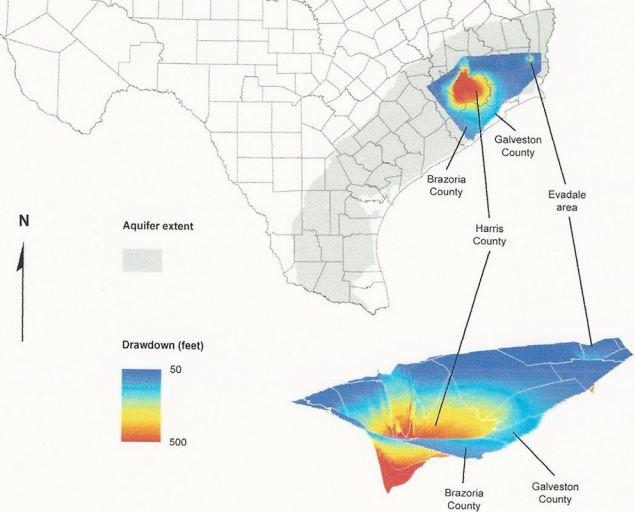 Galveston
County
Brazoria
County
Evadale
area
Harris
County
N
Aquifer extent
Drawdown (feet)
50
500
Brazoria
County
Galveston
County